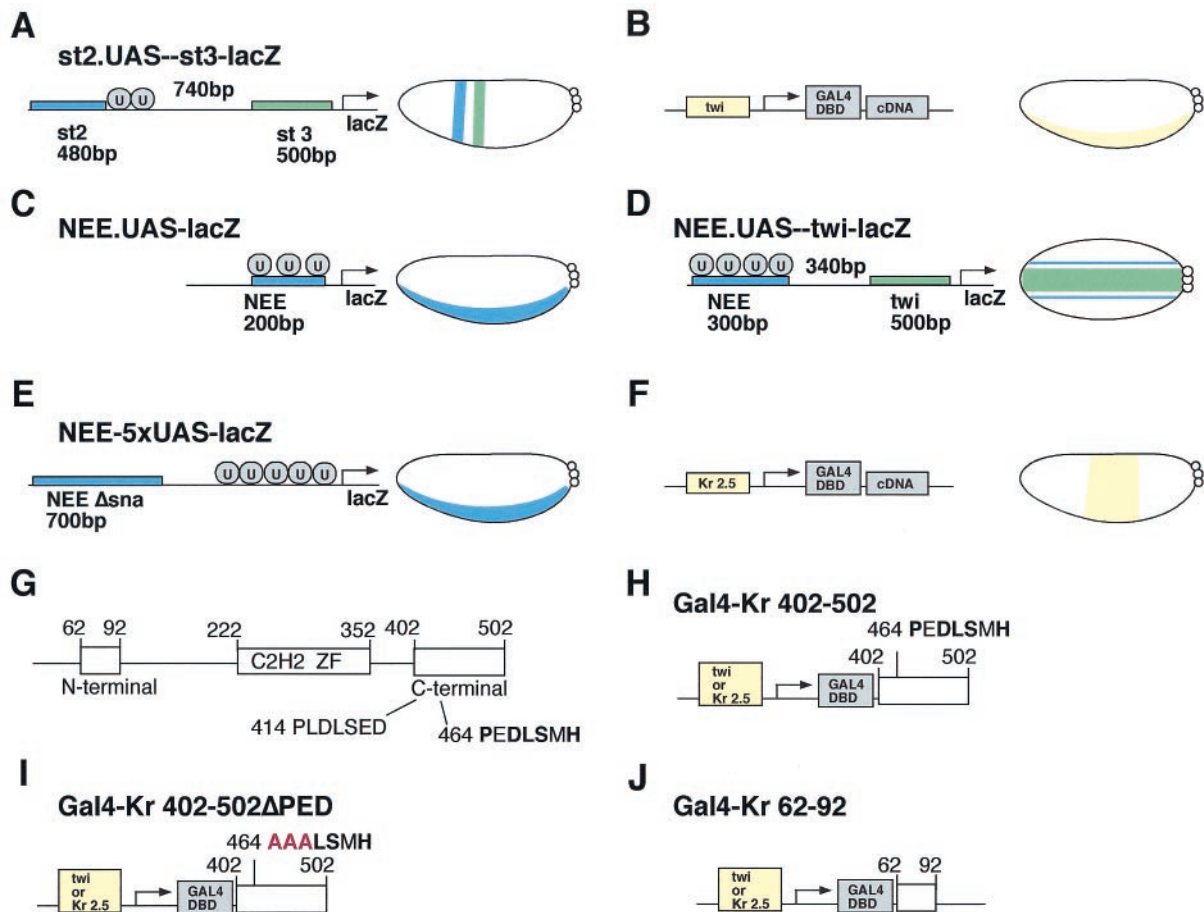 A
st2.UAS--st3-lacZ
U U
740bp
lacZ
st2
480bp
st 3
500bp
B
twi
GAL4
DBD
cDNA
C
NEE.UAS-lacZ
U U U
lacZ
NEE
200bp
D
NEE.UAS--twi-lacZ
U U U U
340bp
lacZ
NEE
300bp
twi
500bp
E
NEE-5xUAS-lacZ
U U U U U
lacZ
NEE Δsna
700bp
F
Kr 2.5
GAL4
DBD
cDNA
G
62 92 222 352 402 502
C2H2 ZF
N-terminal
C-terminal
414 PLDLSED
464 PEDLSMH
H
Gal4-Kr 402-502
464 PEDLSMH
402 502
twi
or
Kr 2.5
GAL4
DBD
I
Gal4-Kr 402-502ΔPED
464 AAALSMH
402 502
twi
or
Kr 2.5
GAL4
DBD
J
Gal4-Kr 62-92
62 92
twi
or
Kr 2.5
GAL4
DBD